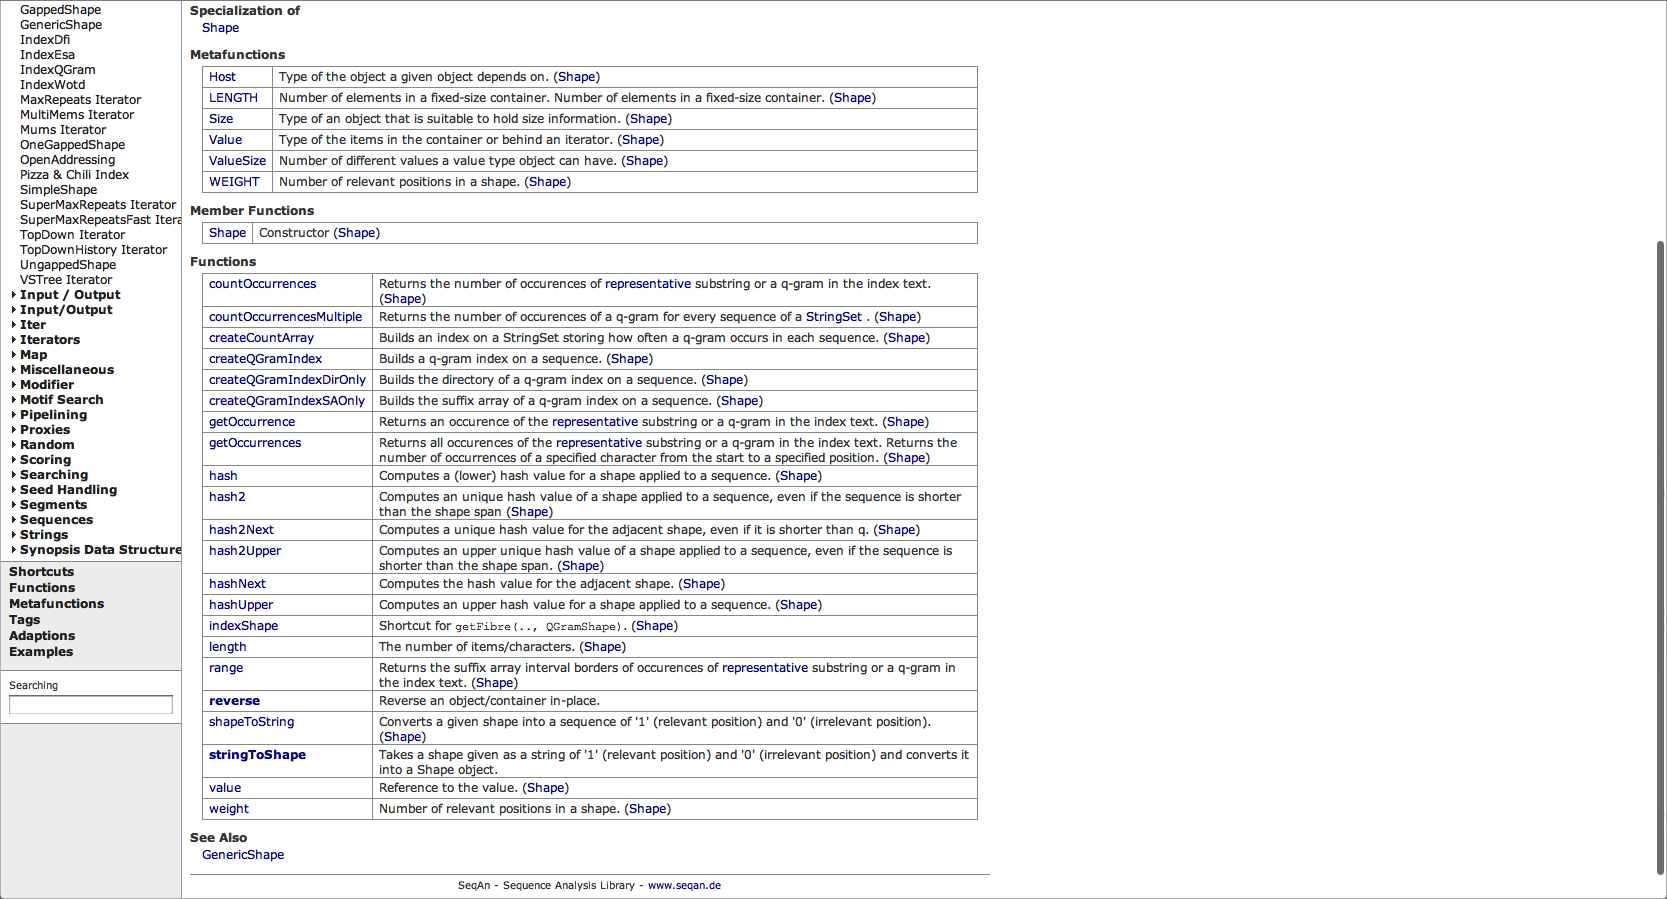 GappedShape
GenericShape
IndexDfi
IndexEsa
IndexQGram
IndexWotd
MaxRepeats Iterator
MultiMems Iterator
Mums Iterator
OneGappedShape
OpenAddressing
Pizza & Chili Index
SimpleShape
SuperMaxRepeats Iterator
SuperMaxRepeatsFast Itera
TopDown Iterator
TopDownHistory Iterator
UngappedShape
VSTree Iterator
Input / Output
Input/Output
Iter
Iterators
Map
Miscellaneous
Modifier
Motif Search
Pipelining
Proxies
Random
Scoring
Searching
Seed Handling
Segments
Sequences
Strings
Synopsis Data Structure
Shortcuts
Functions
Metafunctions
Tags
Adaptions
Examples
Searching
Specialization of
Shape
Metafunctions
Host Type of the object a given object depends on. (Shape)
LENGTH Number of elements in a fixed-size container. Number of elements in a fixed-size container. (Shape)
Size Type of an object that is suitable to hold size information. (Shape)
Value Type of the items in the container or behind an iterator. (Shape)
ValueSize Number of different values a value type object can have. (Shape)
WEIGHT Number of relevant positions in a shape. (Shape)
Member Functions
Shape Constructor (Shape)
Functions
countOccurrences Returns the number of occurences of representative substring or a q-gram in the index text.
(Shape)
countOccurrencesMultiple Returns the number of occurences of a q-gram for every sequence of a StringSet . (Shape)
createCountArray Builds an index on a StringSet storing how often a q-gram occurs in each sequence. (Shape)
createQGramIndex Builds a q-gram index on a sequence. (Shape)
createQGramIndexDirOnly Builds the directory of a q-gram index on a sequence. (Shape)
createQGramIndexSAOnly Builds the suffix array of a q-gram index on a sequence. (Shape)
getOccurrence Returns an occurence of the representative substring or a q-gram in the index text. (Shape)
getOccurrences Returns all occurences of the representative substring or a q-gram in the index text. Returns the
number of occurrences of a specified character from the start to a specified position. (Shape)
hash Computes a (lower) hash value for a shape applied to a sequence. (Shape)
hash2 Computes an unique hash value of a shape applied to a sequence, even if the sequence is shorter
than the shape span (Shape)
hash2Next Computes a unique hash value for the adjacent shape, even if it is shorter than q. (Shape)
hash2Upper Computes an upper unique hash value of a shape applied to a sequence, even if the sequence is
shorter than the shape span. (Shape)
hashNext Computes the hash value for the adjacent shape. (Shape)
hashUpper Computes an upper hash value for a shape applied to a sequence. (Shape)
indexShape Shortcut for getFibre(.., QGramShape). (Shape)
length The number of items/characters. (Shape)
range Returns the suffix array interval borders of occurences of representative substring or a q-gram in
the index text. (Shape)
reverse Reverse an object/container in-place.
shapeToString Converts a given shape into a sequence of '1' (relevant position) and '0' (irrelevant position).
(Shape)
stringToShape Takes a shape given as a string of '1' (relevant position) and '0' (irrelevant position) and converts it
into a Shape object.
value Reference to the value. (Shape)
weight Number of relevant positions in a shape. (Shape)
See Also
GenericShape
SeqAn - Sequence Analysis Library - www.seqan.de